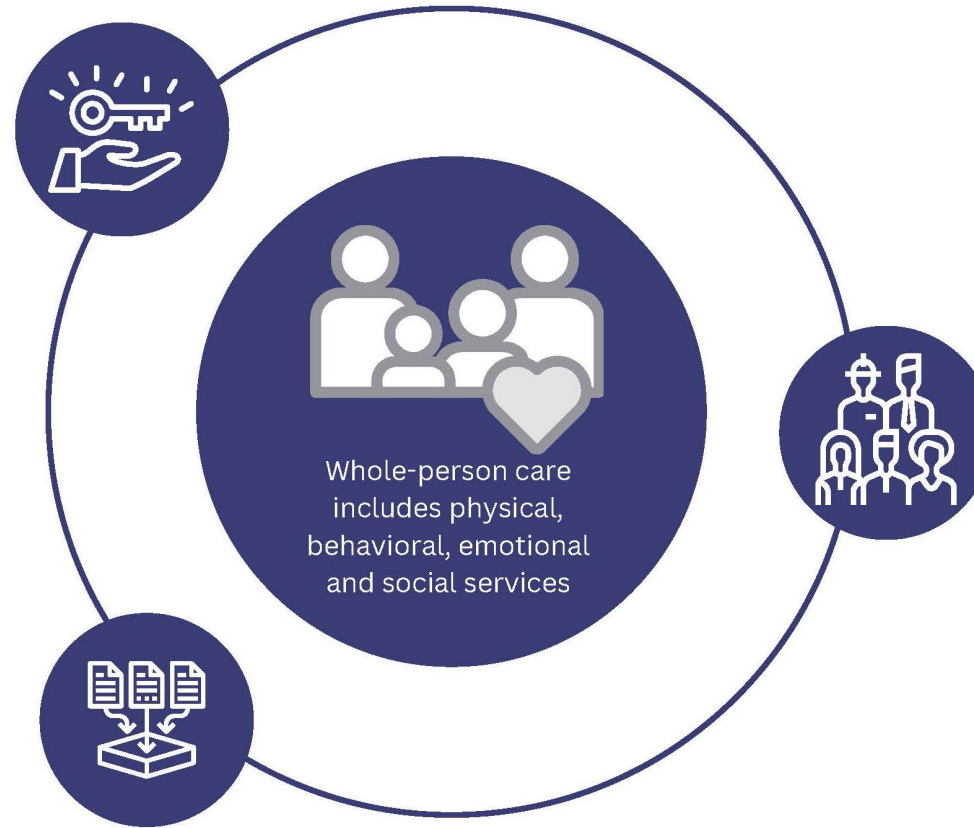 Whole-person care
includes physical,
behavioral, emotional
and social services